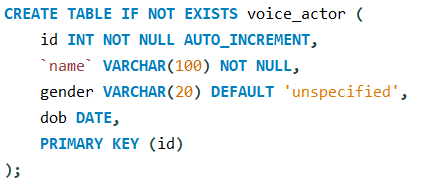 CREATE TABLE IF NOT EXISTS voice_actor (
    id INT NOT NULL AUTO_INCREMENT,
    `name` VARCHAR(100) NOT NULL,
    gender VARCHAR(20) DEFAULT 'unspecified',
    dob DATE,
    PRIMARY KEY (id)
);